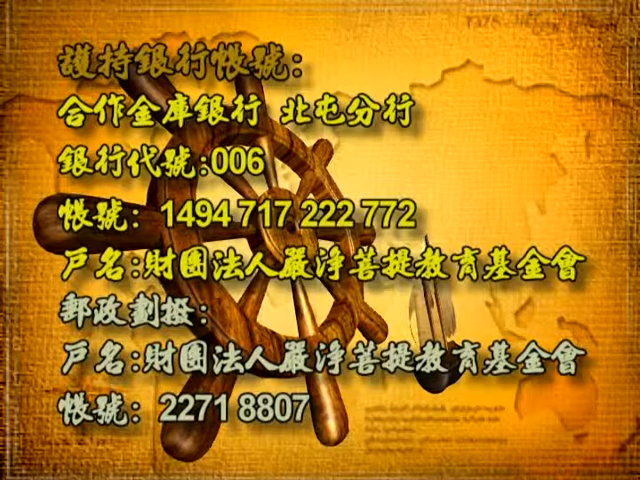 護持銀行帳號:
合作金庫銀行 北屯分行
銀行代號:006
帳號: 1494 717 222 772
戶名:財團法人嚴淨菩提教育基金會
郵政劃撥:
戶名:財團法人嚴淨菩提教育基金會
帳號: 2271 8807